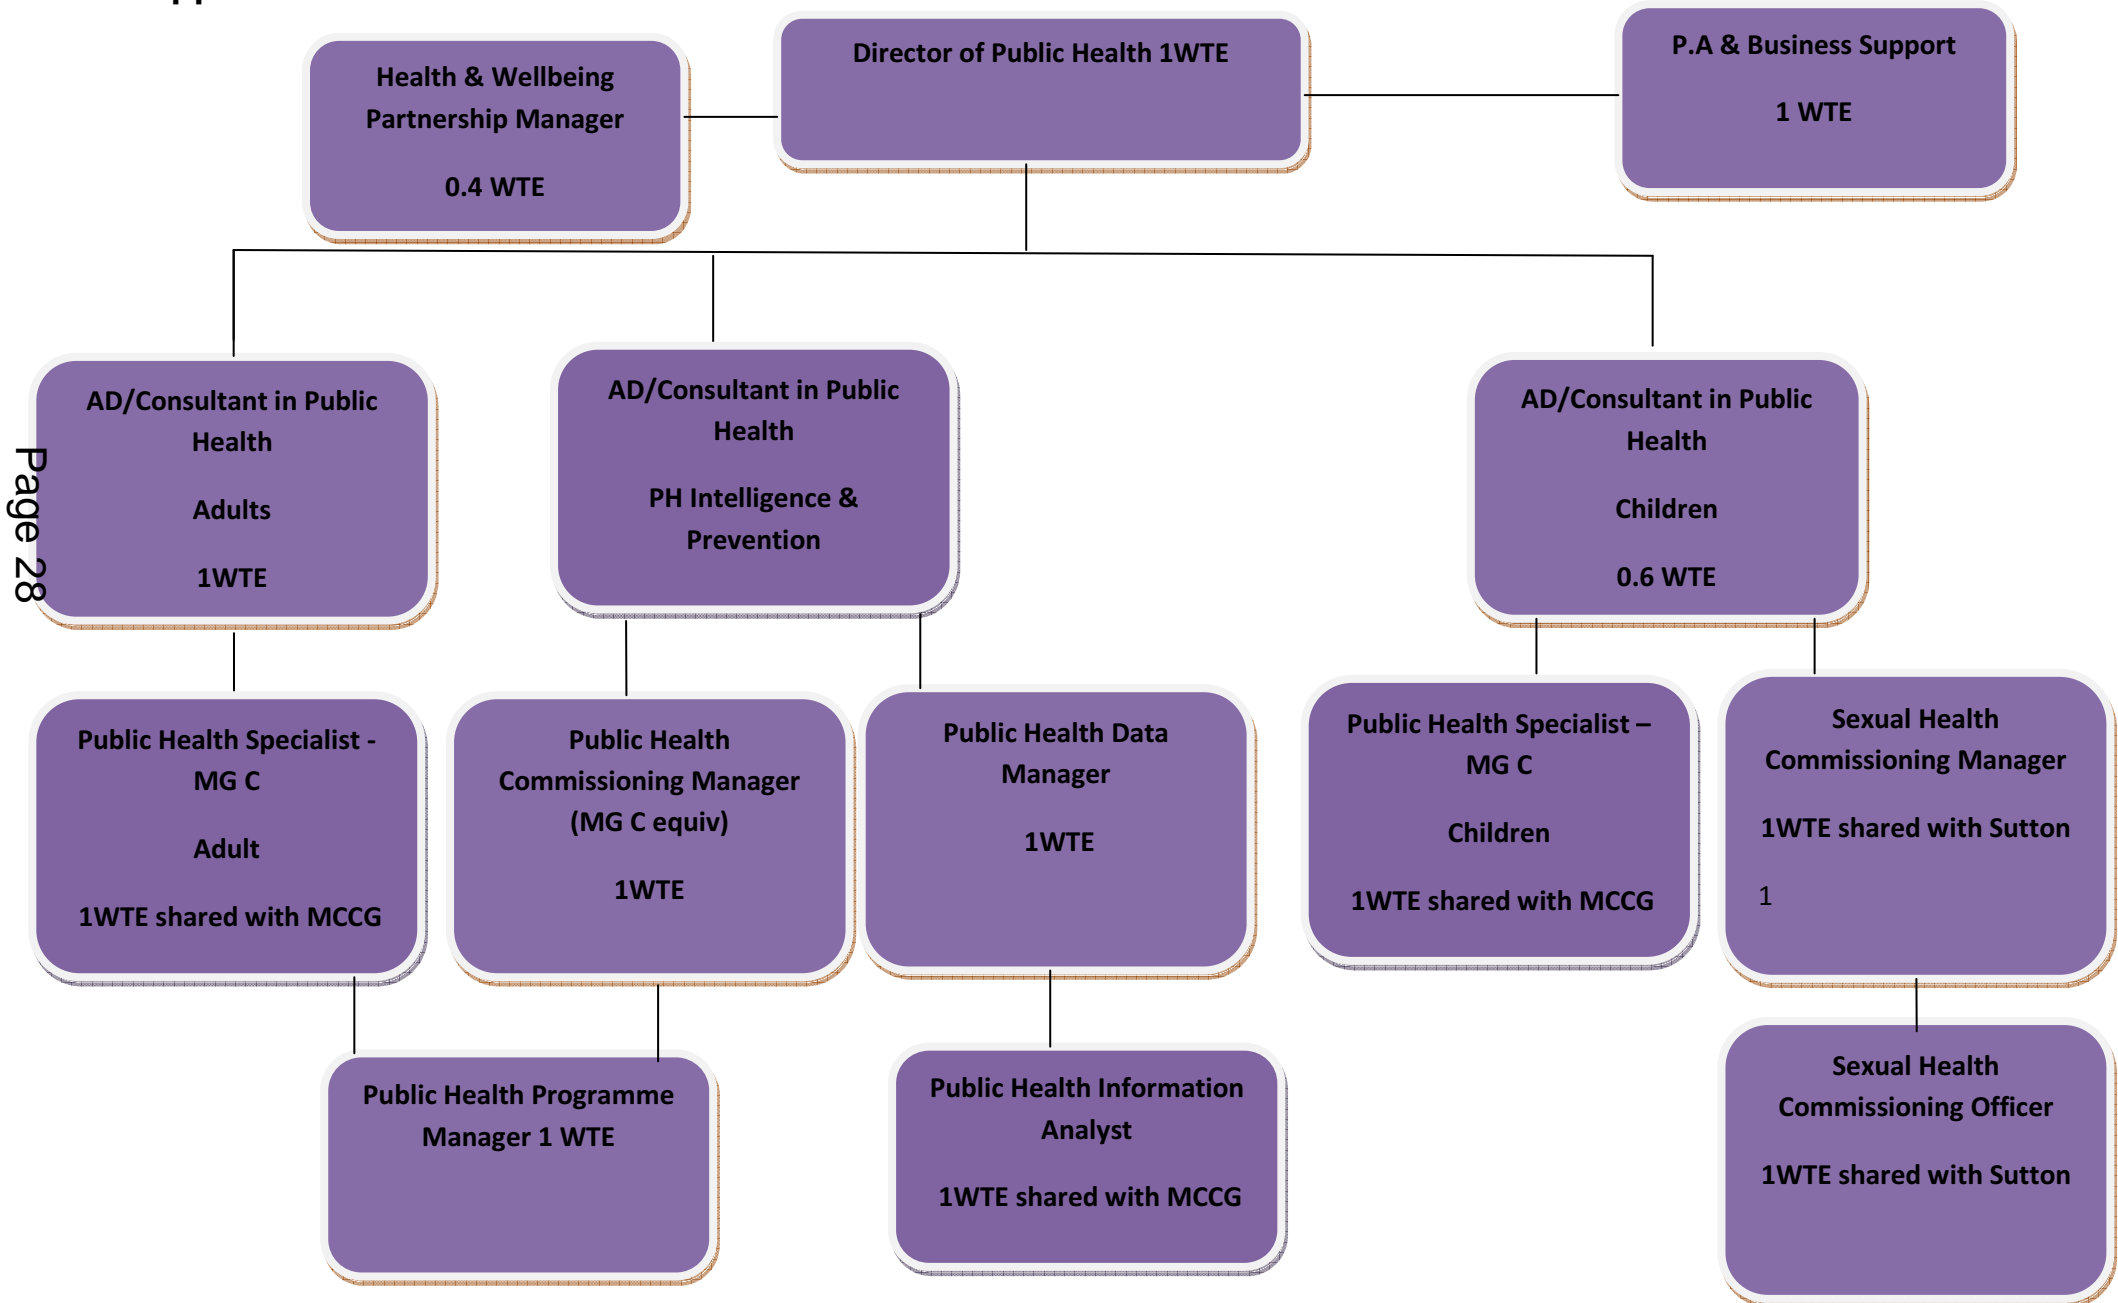 Health & Wellbeing
Partnership Manager
0.4 WTE
Director of Public Health 1WTE
P.A & Business Support
1 WTE
AD/Consultant in Public
Health
Adults
1WTE
AD/Consultant in Public
Health
PH Intelligence &
Prevention
AD/Consultant in Public
Health
Children
0.6 WTE
Page 28
Public Health Specialist -
MG C
Adult
1WTE shared with MCCG
Public Health
Commissioning Manager
(MG C equiv)
1WTE
Public Health Data
Manager
1WTE
Public Health Specialist –
MG C
Children
1WTE shared with MCCG
Sexual Health
Commissioning Manager
1WTE shared with Sutton
1
Public Health Programme
Manager 1 WTE
Public Health Information
Analyst
1WTE shared with MCCG
Sexual Health
Commissioning Officer
1WTE shared with Sutton